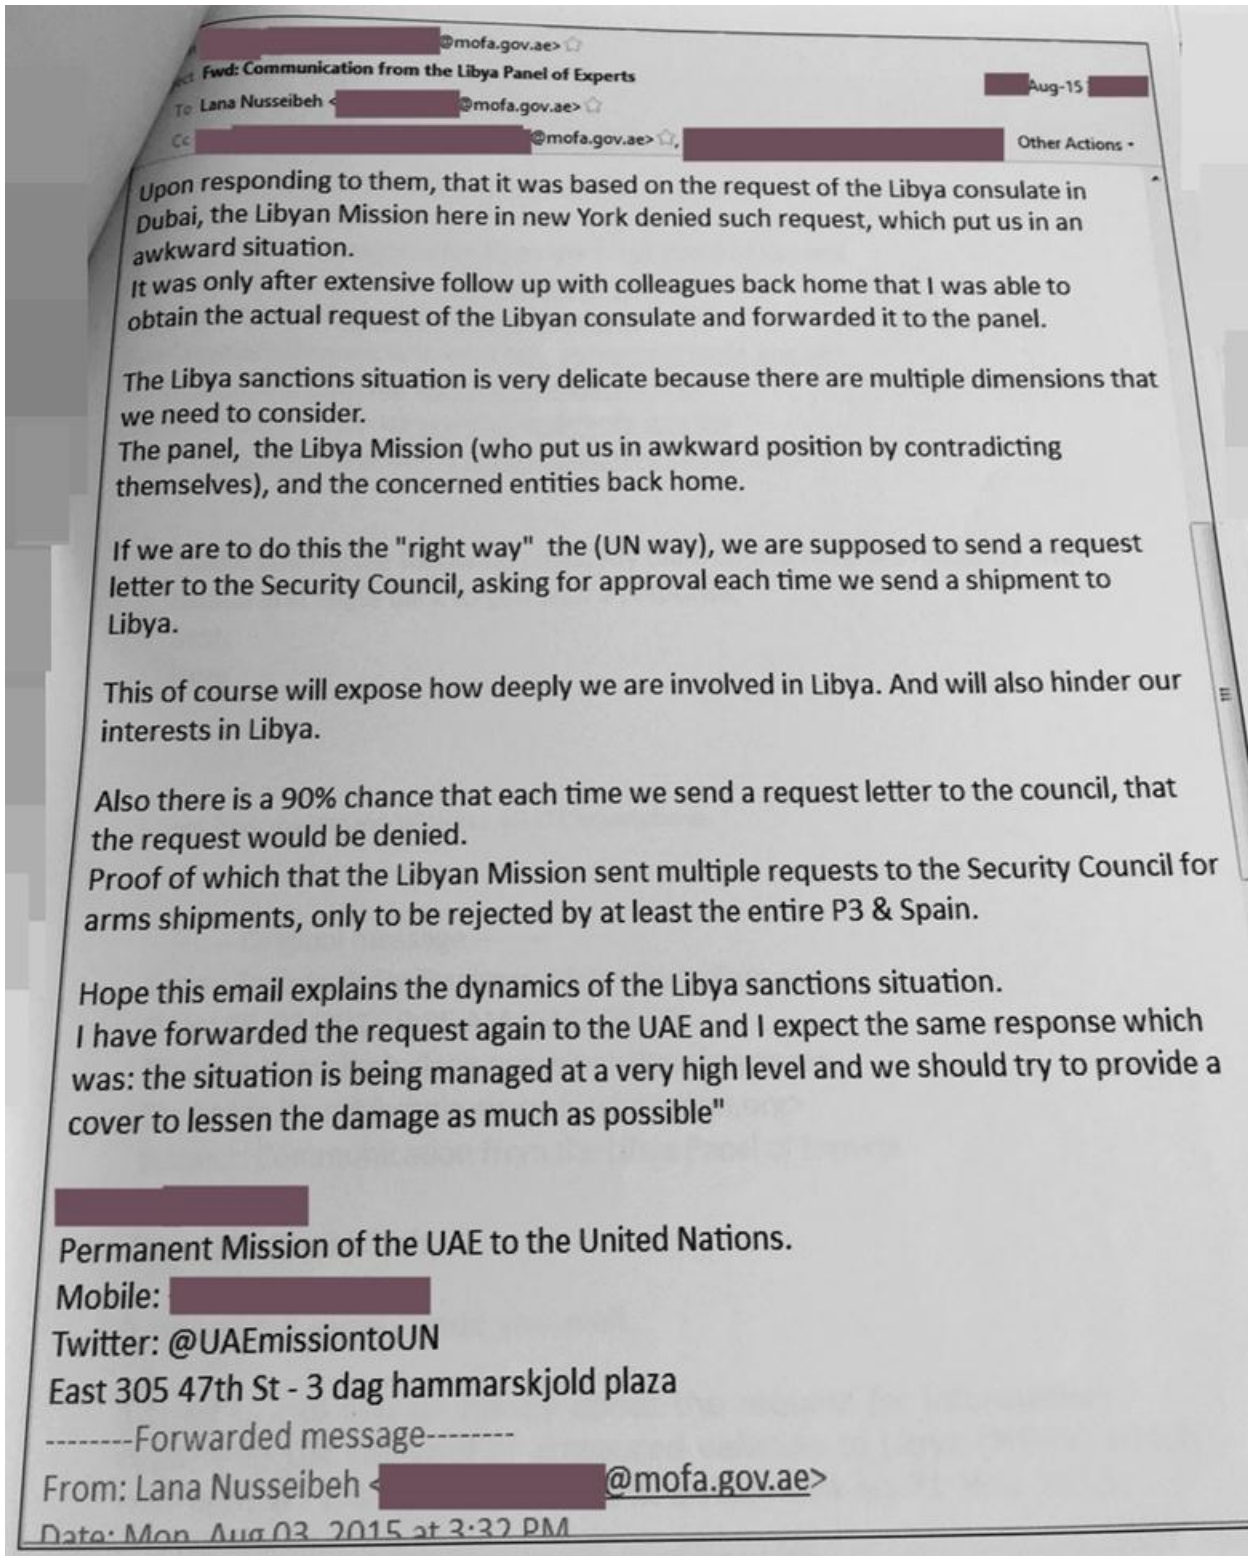 @mofa.gov.ae>
Fwd: Communication from the Libya Panel of Experts
Aug-15
To Lana Nusseibeh < @mofa.gov.ae>
Cc @mofa.gov.ae> ,
Other Actions
Upon responding to them, that it was based on the request of the Libya consulate in
Dubai, the Libyan Mission here in new York denied such request, which put us in an
awkward situation.
It was only after extensive follow up with colleagues back home that I was able to
obtain the actual request of the Libyan consulate and forwarded it to the panel.
The Libya sanctions situation is very delicate because there are multiple dimensions that
we need to consider.
The panel, the Libya Mission (who put us in awkward position by contradicting
themselves), and the concerned entities back home.
If we are to do this the "right way" the (UN way), we are supposed to send a request
letter to the Security Council, asking for approval each time we send a shipment to
Libya.
This of course will expose how deeply we are involved in Libya. And will also hinder our
interests in Libya.
Also there is a 90% chance that each time we send a request letter to the council, that
the request would be denied.
Proof of which that the Libyan Mission sent multiple requests to the Security Council for
arms shipments, only to be rejected by at least the entire P3 & Spain.
Hope this email explains the dynamics of the Libya sanctions situation.
I have forwarded the request again to the UAE and I expect the same response which
was: the situation is being managed at a very high level and we should try to provide a
cover to lessen the damage as much as possible"
Permanent Mission of the UAE to the United Nations.
Mobile:
Twitter: @UAEmissiontoUN
East 305 47th St - 3 dag hammarskjold plaza
--------Forwarded message--------
From: Lana Nusseibeh < @mofa.gov.ae>
Date: Mon, Aug 03, 2015 at 3:32 PM